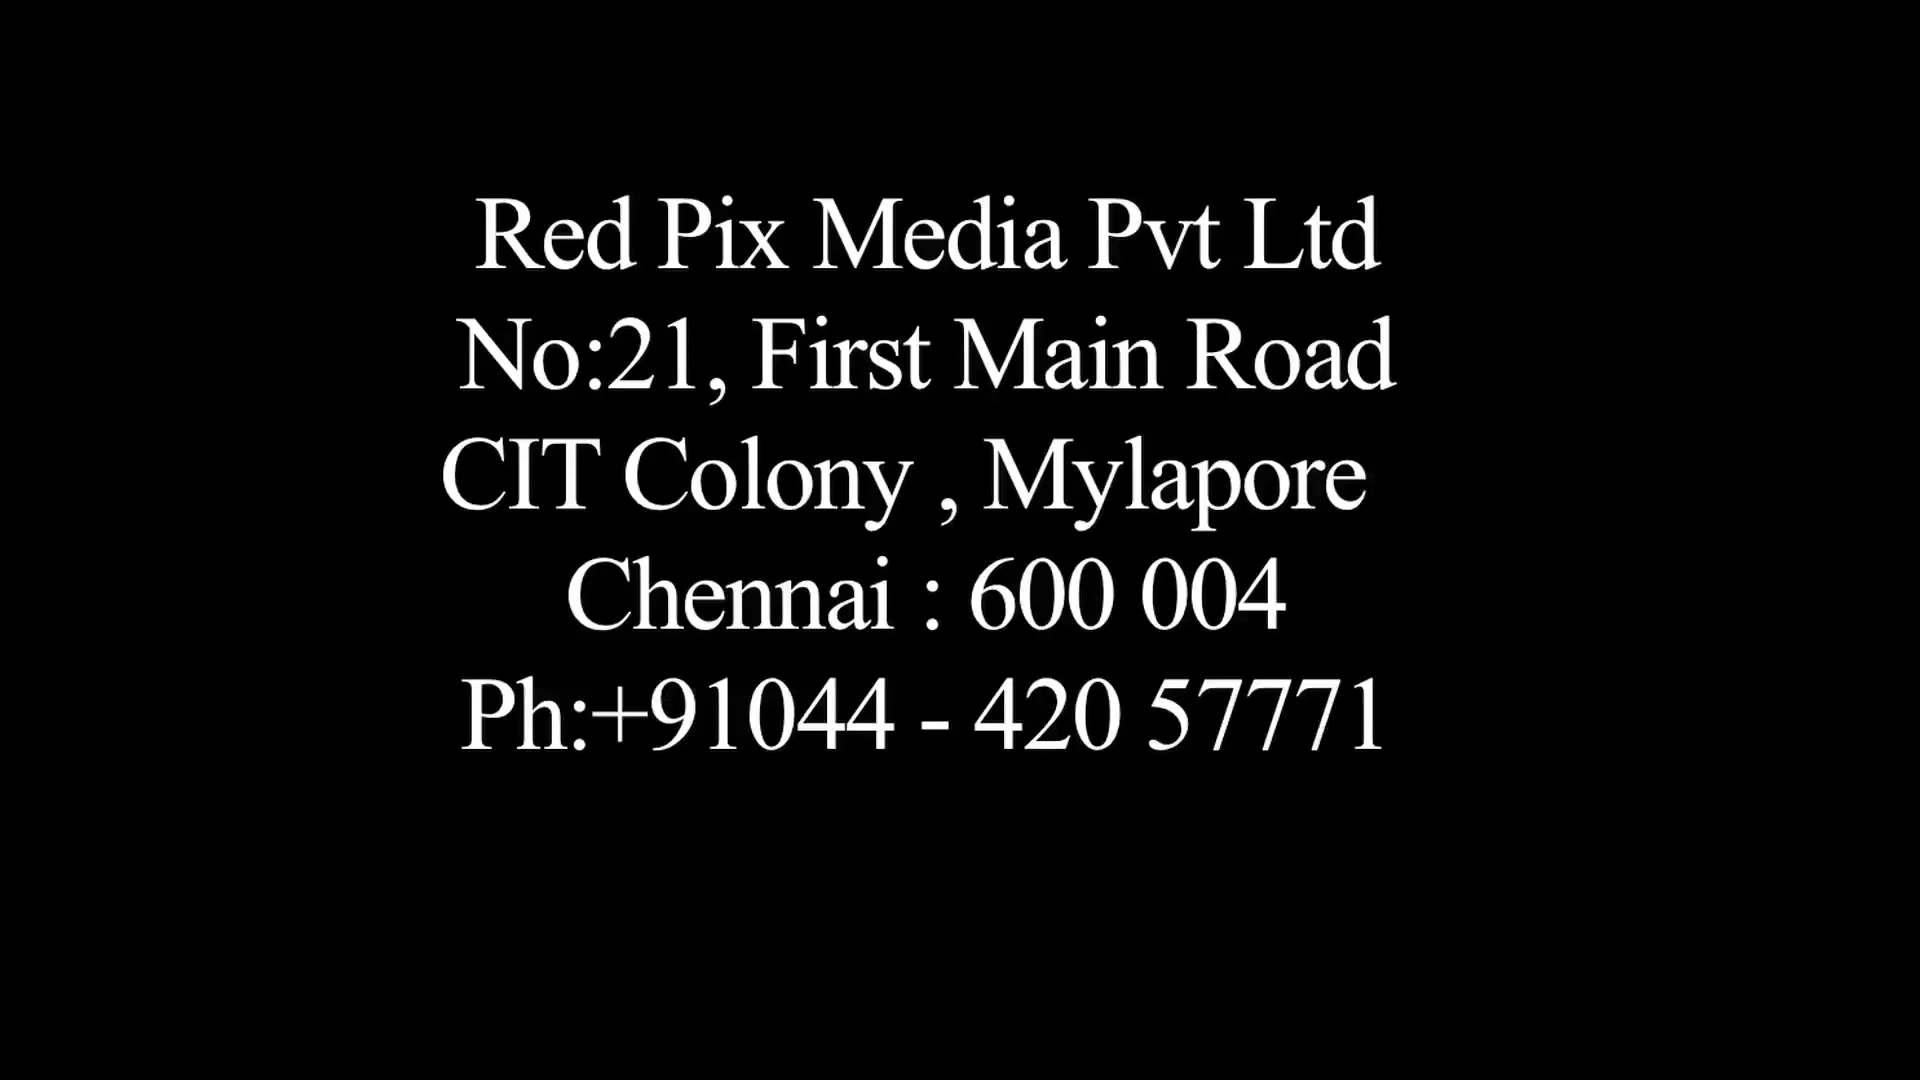 Red Pix Media Pvt Ltd
No:21, First Main Road
CIT Colony , Mylapore
Chennai : 600 004
Ph:+91044 - 420 57771